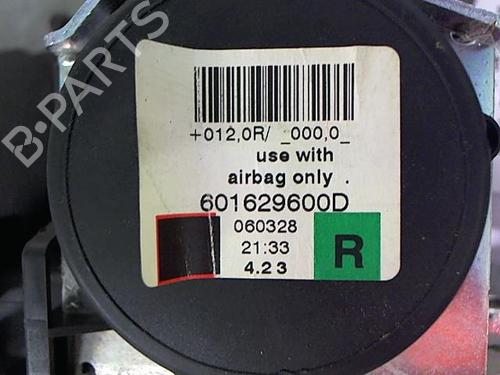 B-PARTS
+012,0R/ _000,0_
use with
airbag only .
601629600D
060328
21:33
4.2 3
R